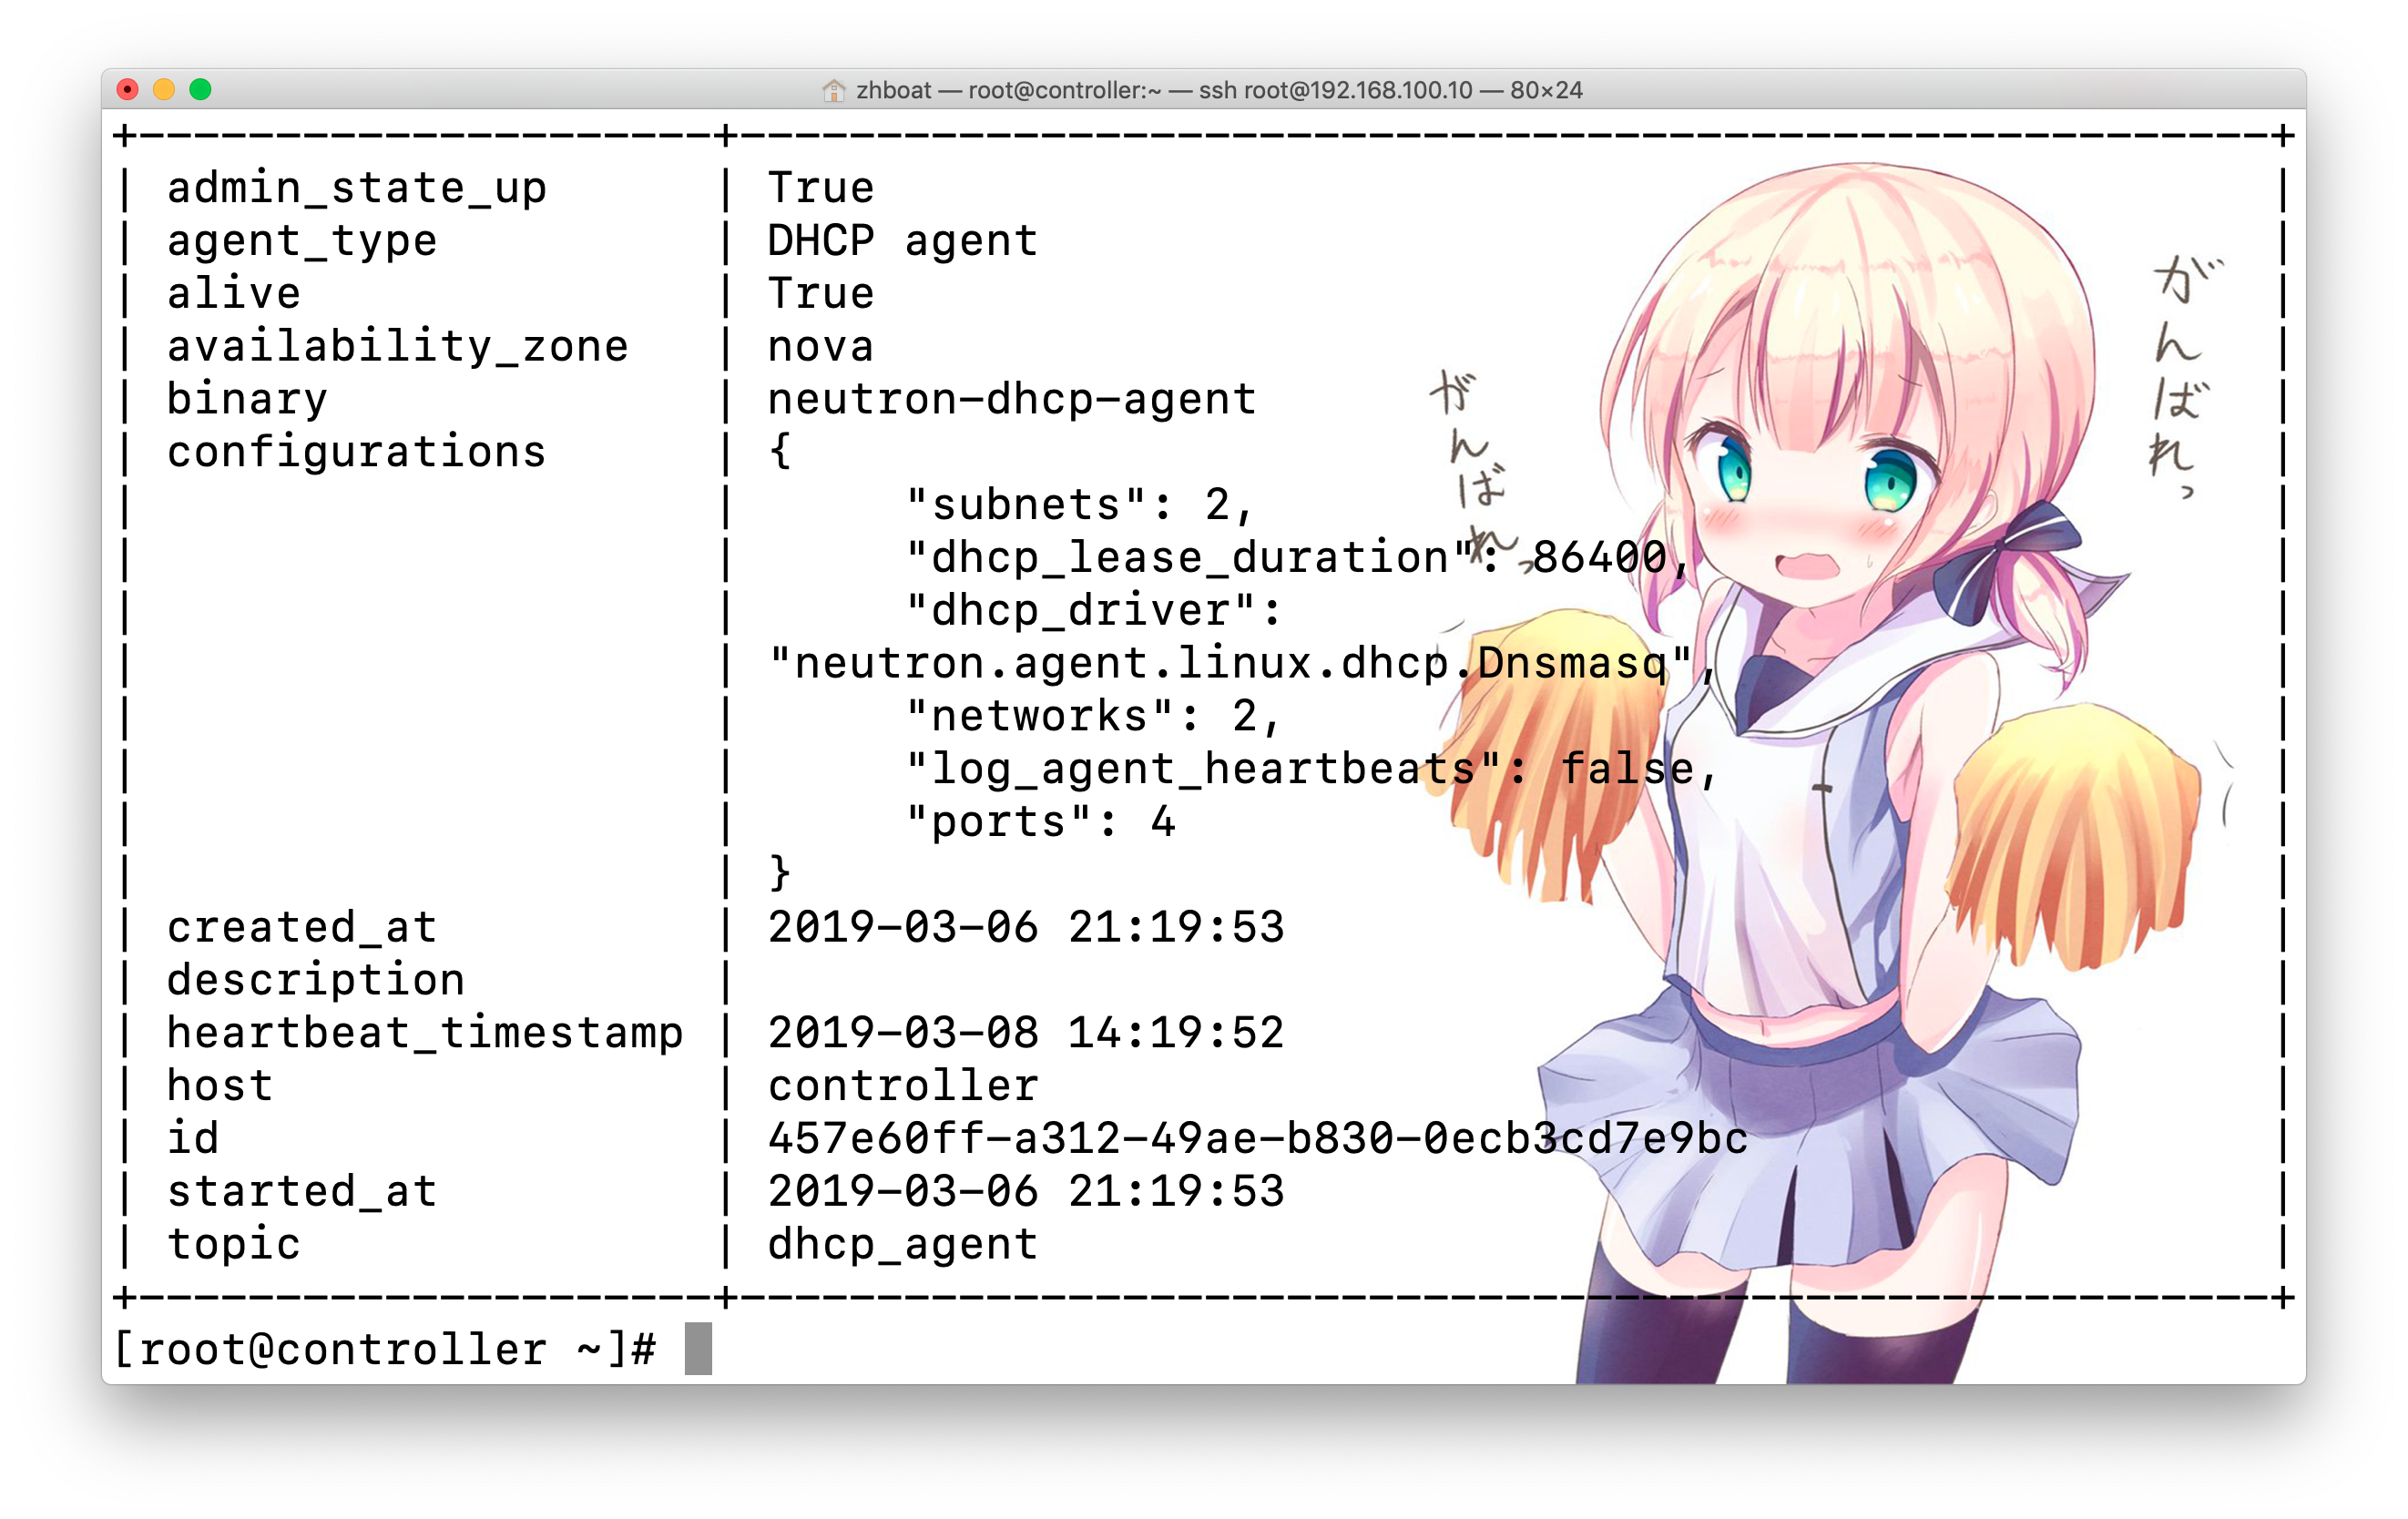 zhboat — root@controller:~ — ssh root@192.168.100.10 — 80×24
+----------------------+---------------------------------------------------------+
| admin_state_up       | True                                                    |
| agent_type           | DHCP agent                                              |
| alive                | True                                                    |
| availability_zone    | nova                                                    |
| binary               | neutron-dhcp-agent                                      |
| configurations       | {                                                       |
|                      |      "subnets": 2,                                      |
|                      |      "dhcp_lease_duration": 86400,                      |
|                      |      "dhcp_driver":                                     |
|                      | "neutron.agent.linux.dhcp.Dnsmasq",                     |
|                      |      "networks": 2,                                     |
|                      |      "log_agent_heartbeats": false,                     |
|                      |      "ports": 4                                         |
|                      | }                                                       |
| created_at           | 2019-03-06 21:19:53                                     |
| description          |                                                         |
| heartbeat_timestamp  | 2019-03-08 14:19:52                                     |
| host                 | controller                                              |
| id                   | 457e60ff-a312-49ae-b830-0ecb3cd7e9bc                    |
| started_at           | 2019-03-06 21:19:53                                     |
| topic                | dhcp_agent                                              |
+----------------------+---------------------------------------------------------+
[root@controller ~]#
がんばれっ
がんばれっ